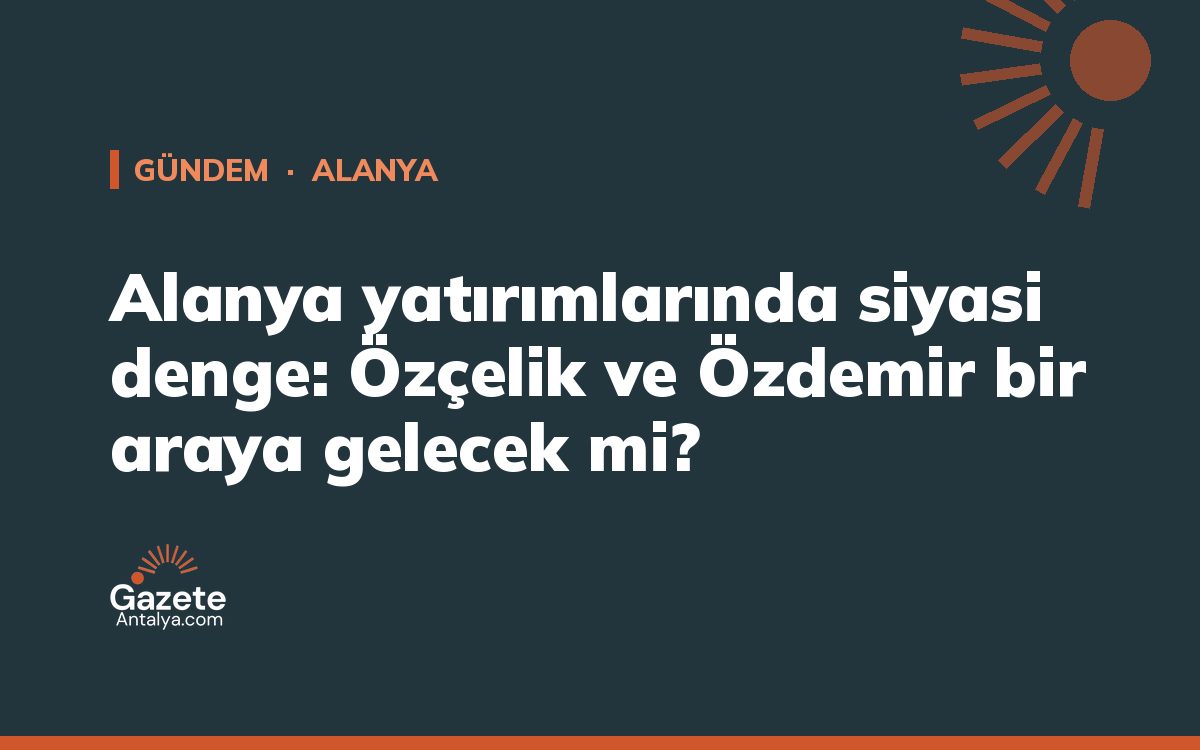 GÜNDEM · ALANYA
Alanya yatırımlarında siyasi
denge: Özçelik ve Özdemir bir
araya gelecek mi?
Gazete
Antalya.com